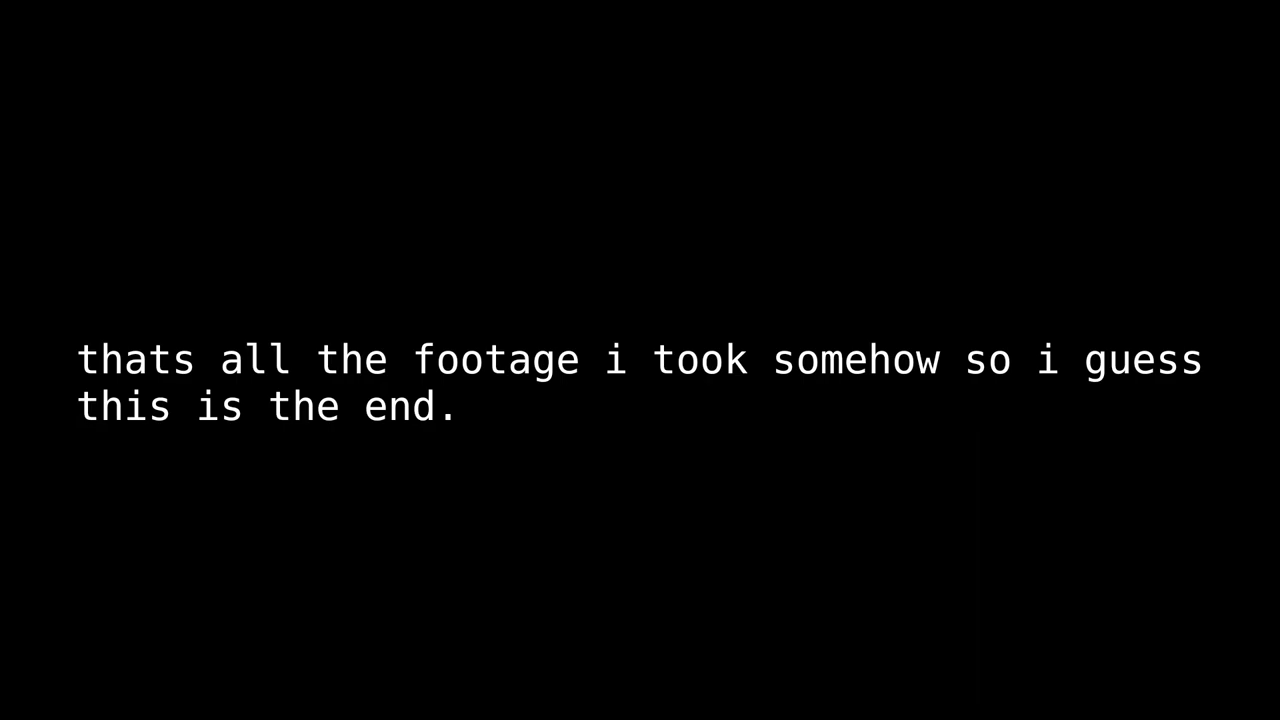 thats all the footage i took somehow so i guess
this is the end.